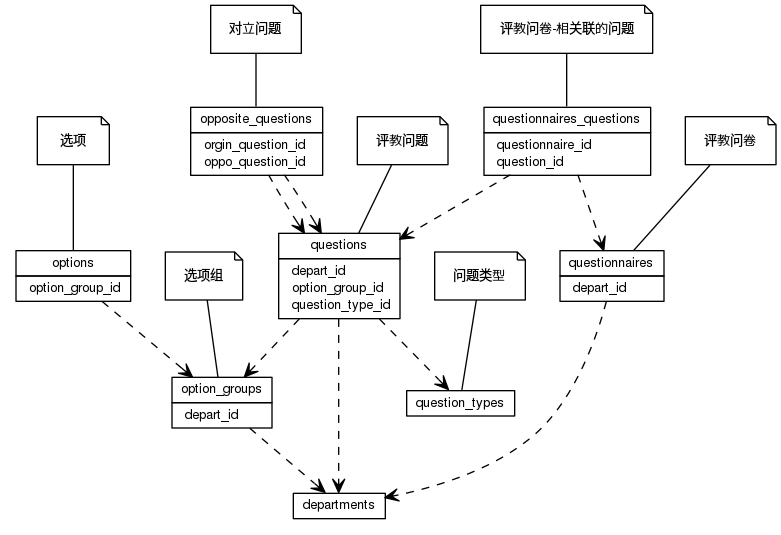 对立问题
评教问卷-相关联的问题
opposite_questions
orgin_question_id
oppo_question_id
questionnaires_questions
questionnaire_id
question_id
选项
评教问题
评教问卷
questions
depart_id
option_group_id
question_type_id
options
option_group_id
选项组
问题类型
questionnaires
depart_id
option_groups
depart_id
question_types
departments